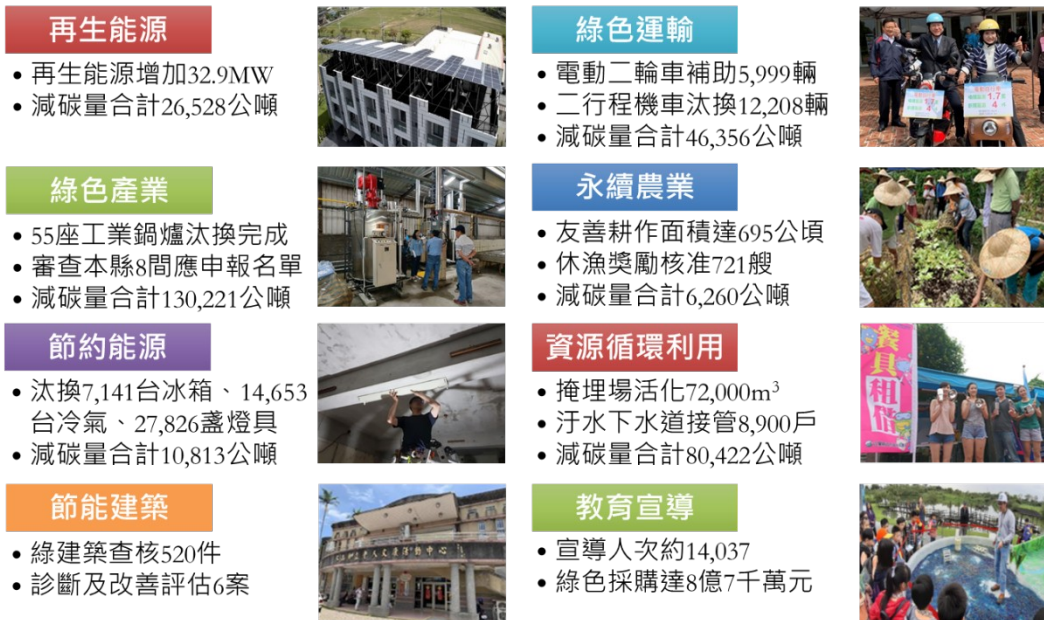 再生能源
• 再生能源增加32.9MW
• 減碳量合計26,528公噸
綠色運輸
• 電動二輪車補助5,999輛
• 二行程機車汰換12,208輛
• 減碳量合計46,356公噸
綠色產業
• 55座工業鍋爐汰換完成
• 審查本縣8間應申報名單
• 減碳量合計130,221公噸
永續農業
• 友善耕作面積達695公頃
• 休漁獎勵核准721艘
• 減碳量合計6,260公噸
節約能源
• 汰換7,141台冰箱、14,653
台冷氣、27,826盞燈具
• 減碳量合計10,813公噸
資源循環利用
• 掩埋場活化72,000m³
• 汙水下水道接管8,900戶
• 減碳量合計80,422公噸
餐具租借
節能建築
• 綠建築查核520件
• 診斷及改善評估6案
教育宣導
• 宣導人次約14,037
• 綠色採購達8億7千萬元